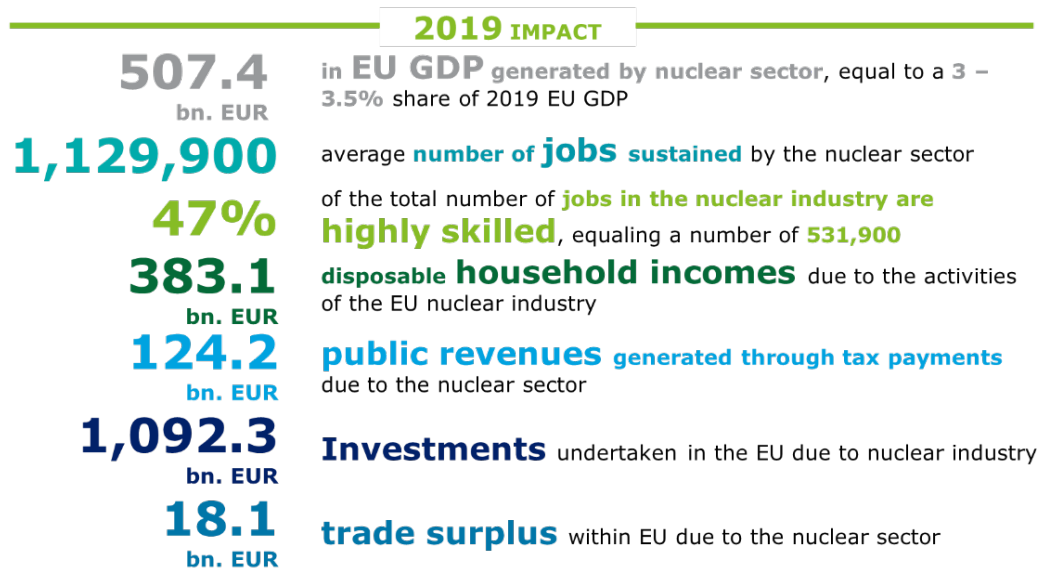 2019 IMPACT
507.4
bn. EUR
in EU GDP generated by nuclear sector, equal to a 3 –
3.5% share of 2019 EU GDP
1,129,900
average number of jobs sustained by the nuclear sector
47%
of the total number of jobs in the nuclear industry are
highly skilled, equaling a number of 531,900
383.1
bn. EUR
disposable household incomes due to the activities
of the EU nuclear industry
124.2
bn. EUR
public revenues generated through tax payments
due to the nuclear sector
1,092.3
bn. EUR
Investments undertaken in the EU due to nuclear industry
18.1
bn. EUR
trade surplus within EU due to the nuclear sector